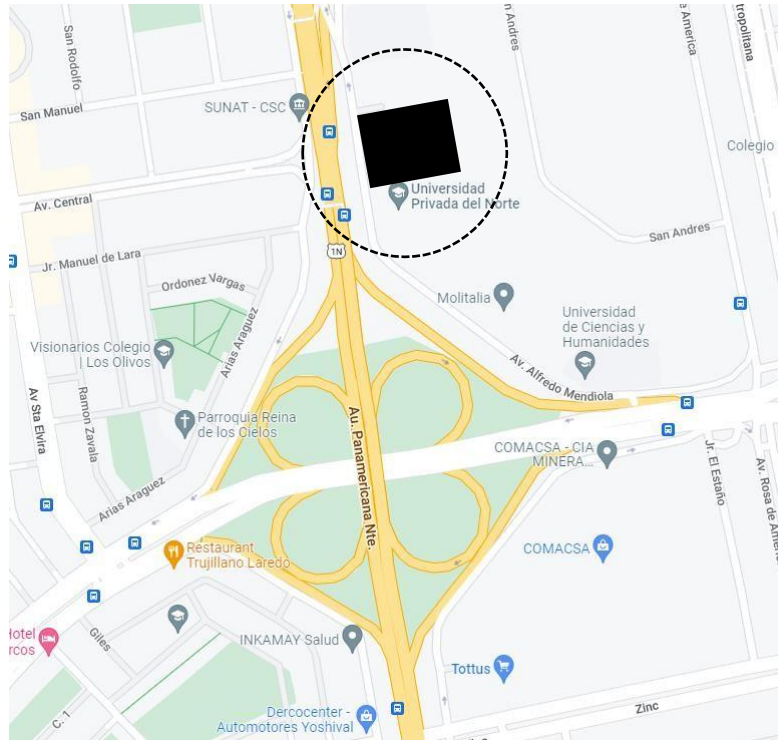 San Rodolfo
San Andres
a America
tropolitana
San Manuel
SUNAT - CSC
Colegio
Universidad
Privada del Norte
Av. Central
San Andres
1N
Jr. Manuel de Lara
Ordonez Vargas
Molitalia
Universidad
de Ciencias y
Humanidades
Visionarios Colegio
| Los Olivos
Arias Araguez
Av. Alfredo Mendiola
Av Sta Elvira
Ramon Zavala
Parroquia Reina
de los Cielos
Au. Panamericana Nte.
COMACSA - CIA
MINERA...
Jr. El Estaño
Av. Rosa de Améric
Arias Araguez
Restaurant
Trujillano Laredo
COMACSA
Hotel
rcos
Giles
INKAMAY Salud
Tottus
C. 1
Dercocenter -
Automotores Yoshival
Zinc